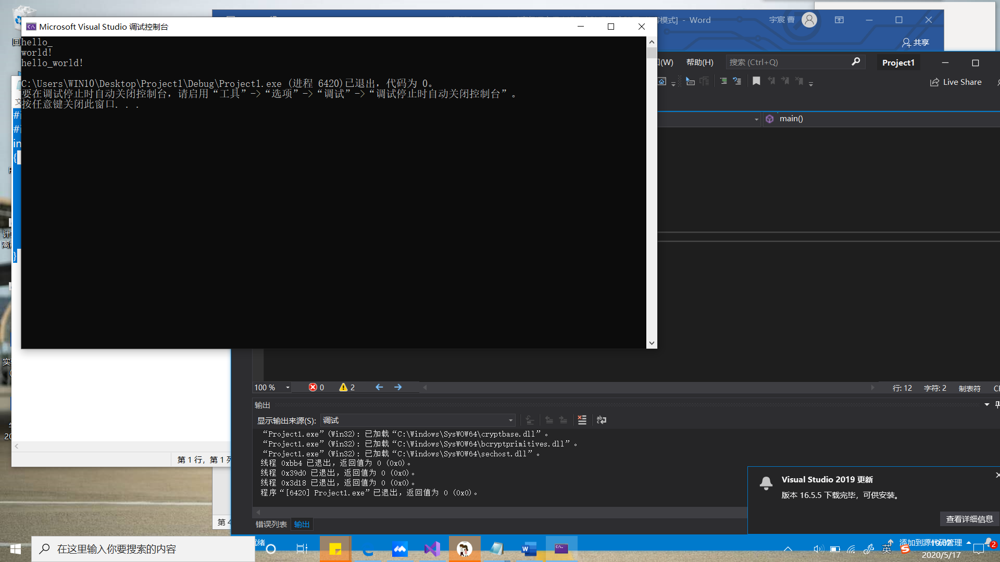 Microsoft Visual Studio 调试控制台
hello_
world!
hello_world!
C:\Users\WIN10\Desktop\Project1\Debug\Project1.exe (进程 6420)已退出，代码为 0。
要在调试停止时自动关闭控制台，请启用“工具”->“选项”->“调试”->“调试停止时自动关闭控制台”。
按任意键关闭此窗口. . .
模式] - Word
宇宸 曹
共享
(W)
帮助(H)
搜索 (Ctrl+Q)
Project1
Live Share
main()
回
文
#
#
in
{
}
计
离
实
(
20
第 1 行，第 1 列
第 4
100 %
0
2
行: 12
字符: 2
制表符
输出
显示输出来源(S):
调试
“Project1.exe”(Win32): 已加载“C:\Windows\SysWOW64\cryptbase.dll”。
“Project1.exe”(Win32): 已加载“C:\Windows\SysWOW64\bcryptprimitives.dll”。
“Project1.exe”(Win32): 已加载“C:\Windows\SysWOW64\sechost.dll”。
线程 0xbb4 已退出，返回值为 0 (0x0)。
线程 0x39d0 已退出，返回值为 0 (0x0)。
线程 0x3d18 已退出，返回值为 0 (0x0)。
程序“[6420] Project1.exe”已退出，返回值为 0 (0x0)。
错误列表
输出
Visual Studio 2019 更新
版本 16.5.5 下载完毕，可供安装。
查看详细信息
在这里输入你要搜索的内容
就绪
英
添加到源代码管理
2
2020/5/17